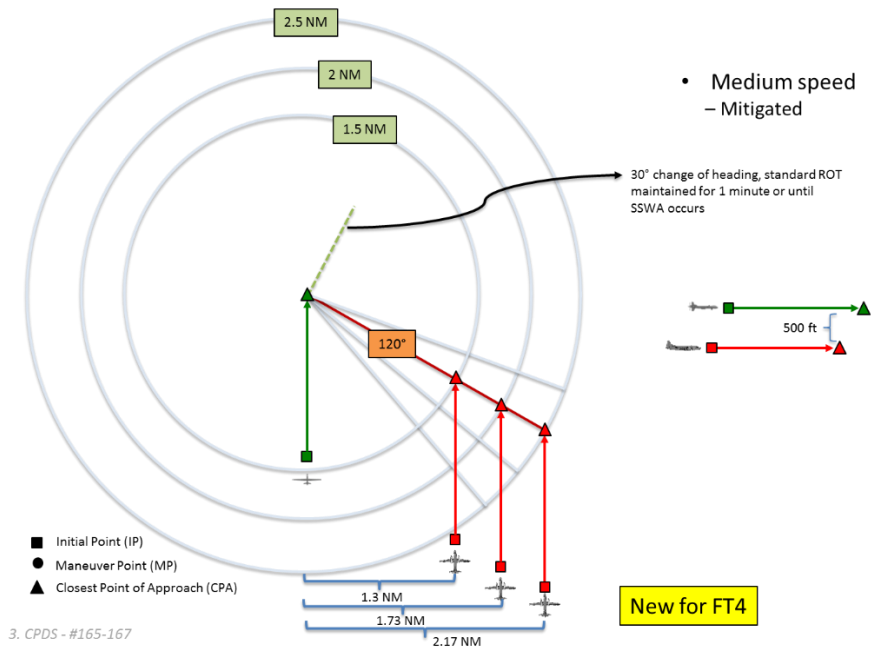 2.5 NM
2 NM
1.5 NM
• Medium speed
– Mitigated
30° change of heading, standard ROT
maintained for 1 minute or until
SSWA occurs
500 ft
120°
Initial Point (IP)
Maneuver Point (MP)
Closest Point of Approach (CPA)
1.3 NM
1.73 NM
2.17 NM
New for FT4
3. CPDS - #165-167